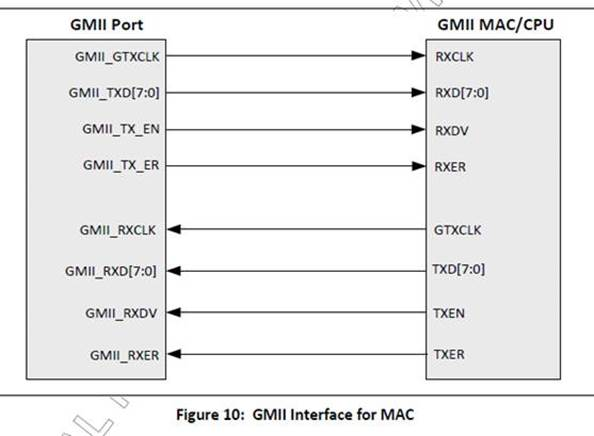 GMII Port GMII MAC/CPU
GMII_GTXCLK RXCLK
GMII_TXD[7:0] RXD[7:0]
GMII_TX_EN RXDV
GMII_TX_ER RXER
GMII_RXCLK GTXCLK
GMII_RXD[7:0] TXD[7:0]
GMII_RXDV TXEN
GMII_RXER TXER
Figure 10: GMII Interface for MAC